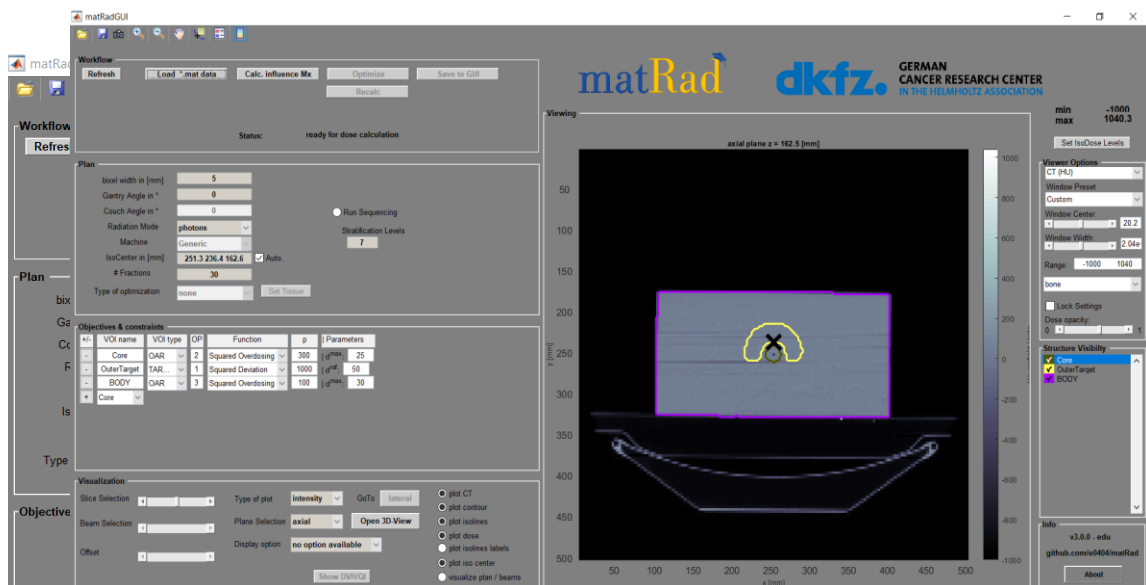 matRadGUI
matRa
Workflow
Refres
Plan
bix
Ga
Co
R
Is
Type
Objective
Workflow
Refresh
Load *.mat data
Calc. influence Mx
Optimize
Save to GUI
Recalc
Status: ready for dose calculation
Plan
bixel width in [mm] 5
Gantry Angle in ° 0
Couch Angle in ° 0
Radiation Mode photons
Machine Generic
IsoCenter in [mm] 251.3 236.4 162.6 Auto.
# Fractions 30
Type of optimization none Set Tissue
Run Sequencing
Stratification Levels
7
Objectives & constraints
+/- VOI name VOI type OP Function p | Parameters
- Core OAR 2 Squared Overdosing 300 | d^max: 25
- OuterTarget TAR... 1 Squared Deviation 1000 | d^ref: 50
- BODY OAR 3 Squared Overdosing 100 | d^max: 30
+ Core
Visualization
Slice Selection
Beam Selection
Offset
Type of plot intensity GoTo lateral
Plane Selection axial Open 3D-View
Display option no option available
Show DVH/QI
plot CT
plot contour
plot isolines
plot dose
plot isolines labels
plot iso center
visualize plan / beams
matRad
dkfz.
GERMAN
CANCER RESEARCH CENTER
IN THE HELMHOLTZ ASSOCIATION
Viewing
axial plane z = 162.5 [mm]
50
100
150
200
250
300
350
400
450
500
y [mm]
50 100 150 200 250 300 350 400 450 500
x [mm]
1000
800
600
400
200
0
-200
-400
-600
-800
-1000
min -1000
max 1040.3
Set IsoDose Levels
Viewer Options
CT (HU)
Window Preset
Custom
Window Center:
20.2
Window Width:
2.04e
Range: -1000 1040
bone
Lock Settings
Dose opacity:
0 1
Structure Visibilty
Core
OuterTarget
BODY
Info
v3.0.0 - edu
github.com/e0404/matRad
About